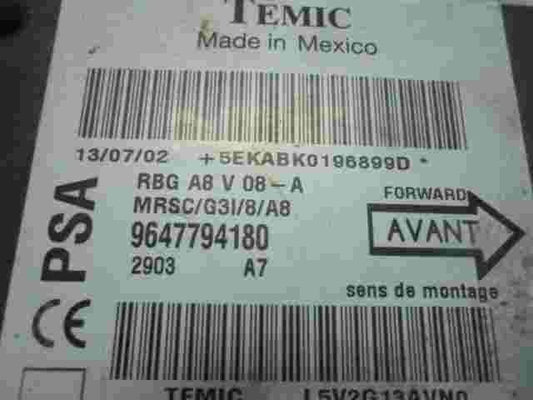 TEMIC
Made in Mexico
13/07/02 +5EKABK0196899D*
RBG A8 V 08-A
MRSC/G3I/8/A8
9647794180
2903 A7
PSA
CE
FORWARD
AVANT
sens de montage
TEMIC L5V2G13AVN0